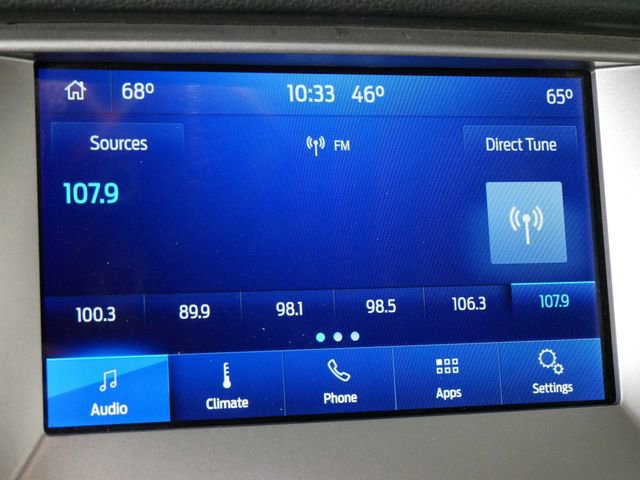 68° 10:33 46° 65°
Sources FM Direct Tune
107.9
100.3 89.9 98.1 98.5 106.3 107.9
Audio Climate Phone Apps Settings